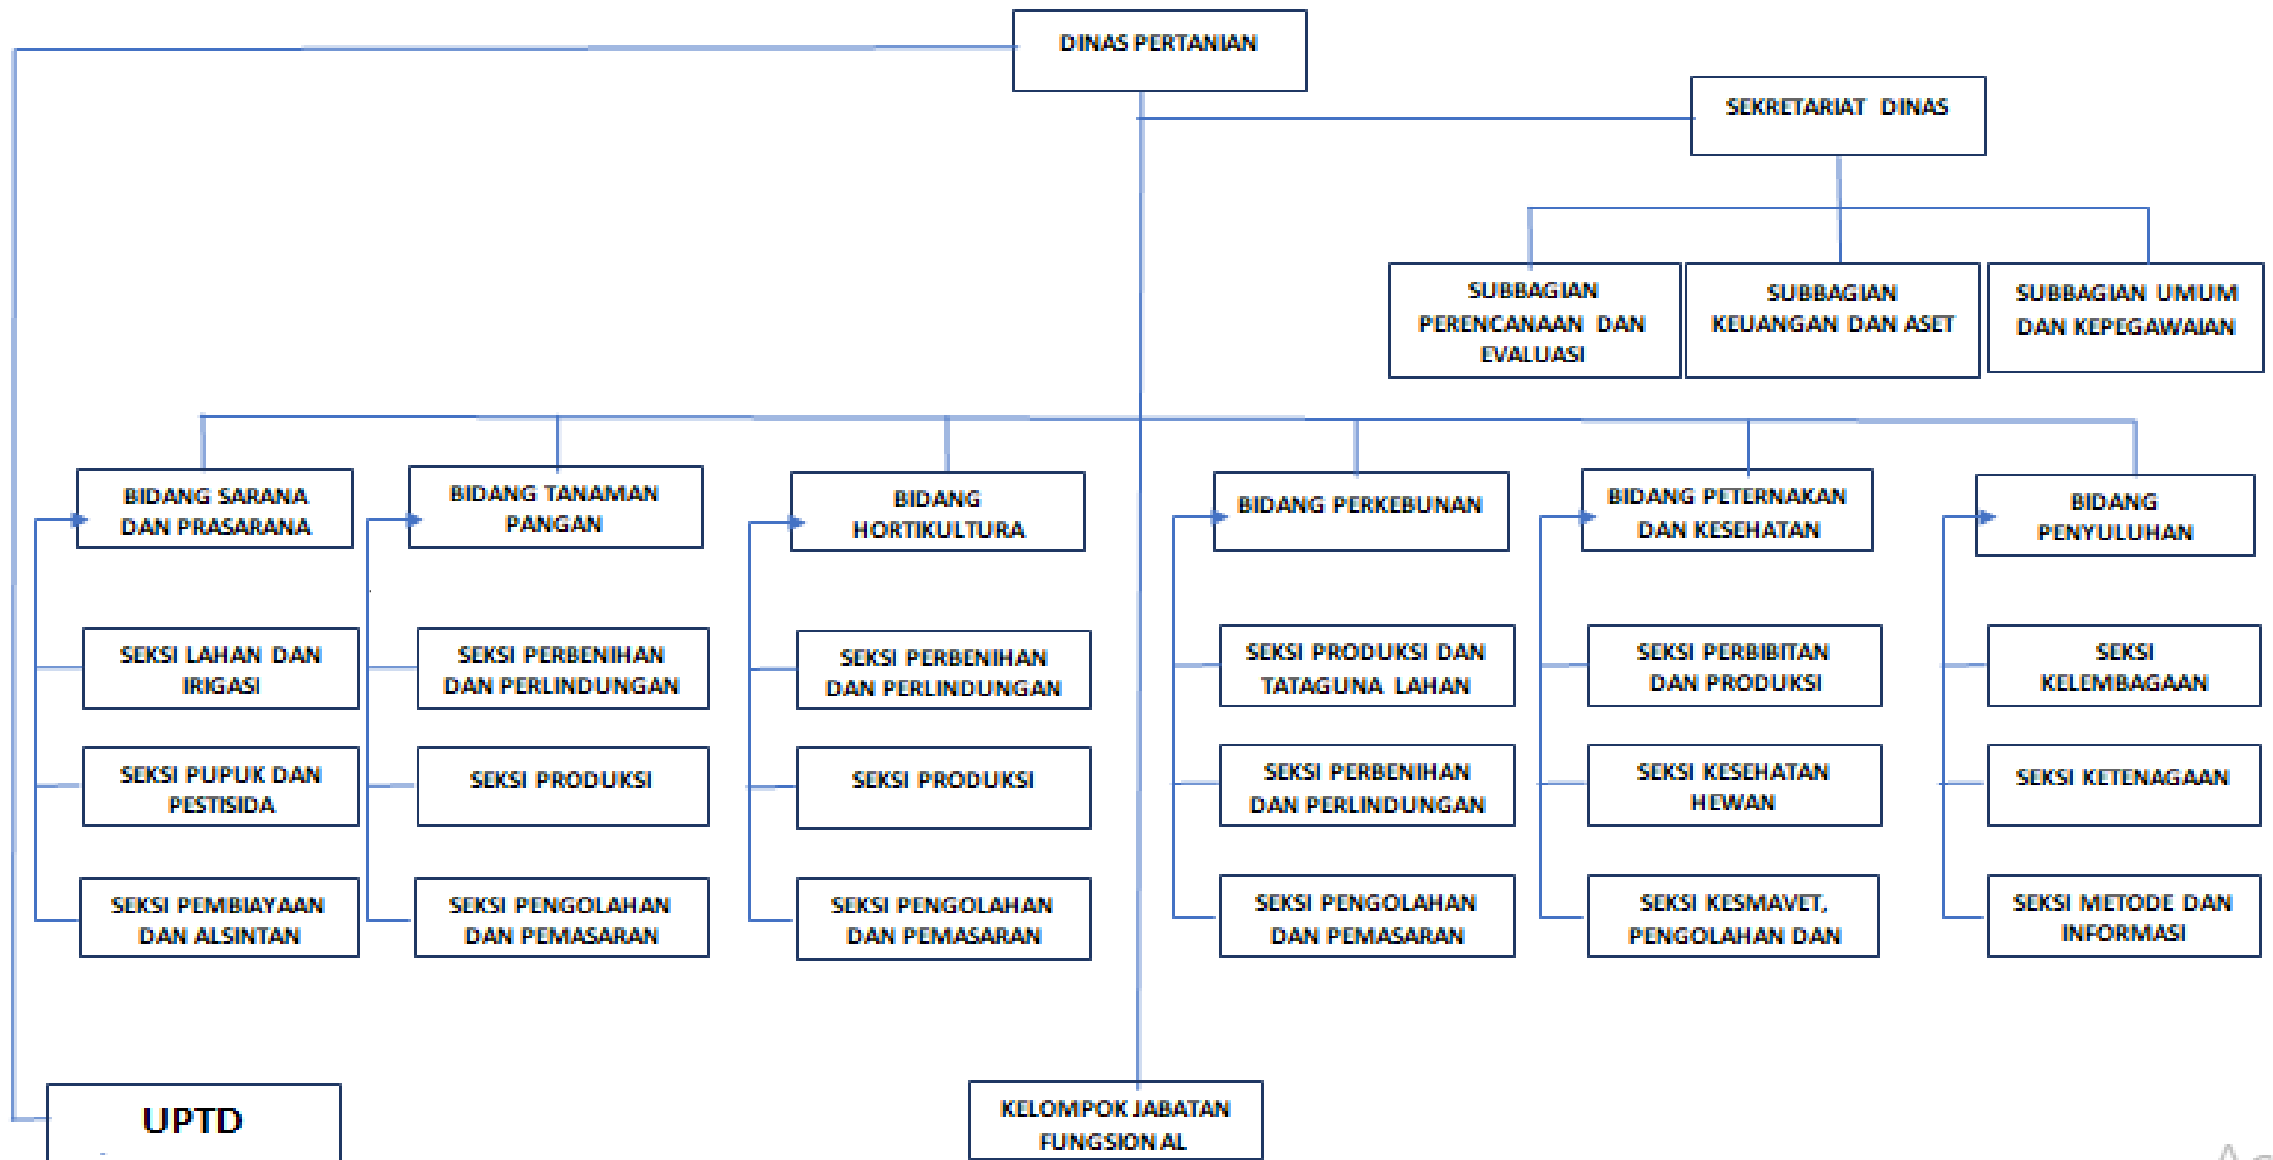 DINAS PERTANIAN
SEKRETARIAT DINAS
SUBBAGIAN
PERENCANAAN DAN
EVALUASI
SUBBAGIAN
KEUANGAN DAN ASET
SUBBAGIAN UMUM
DAN KEPEGAWAIAN
BIDANG SARANA
DAN PRASARANA
BIDANG TANAMAN
PANGAN
BIDANG
HORTIKULTURA
BIDANG PERKEBUNAN
BIDANG PETERNAKAN
DAN KESEHATAN
BIDANG
PENYULUHAN
SEKSI LAHAN DAN
IRIGASI
SEKSI PERBENIHAN
DAN PERLINDUNGAN
SEKSI PERBENIHAN
DAN PERLINDUNGAN
SEKSI PRODUKSI DAN
TATAGUNA LAHAN
SEKSI PERBIBITAN
DAN PRODUKSI
SEKSI
KELEMBAGAAN
SEKSI PUPUK DAN
PESTISIDA
SEKSI PRODUKSI
SEKSI PRODUKSI
SEKSI PERBENIHAN
DAN PERLINDUNGAN
SEKSI KESEHATAN
HEWAN
SEKSI KETENAGAAN
SEKSI PEMBIAYAAN
DAN ALSINTAN
SEKSI PENGOLAHAN
DAN PEMASARAN
SEKSI PENGOLAHAN
DAN PEMASARAN
SEKSI PENGOLAHAN
DAN PEMASARAN
SEKSI KESMAVET,
PENGOLAHAN DAN
SEKSI METODE DAN
INFORMASI
UPTD
KELOMPOK JABATAN
FUNGSIONAL